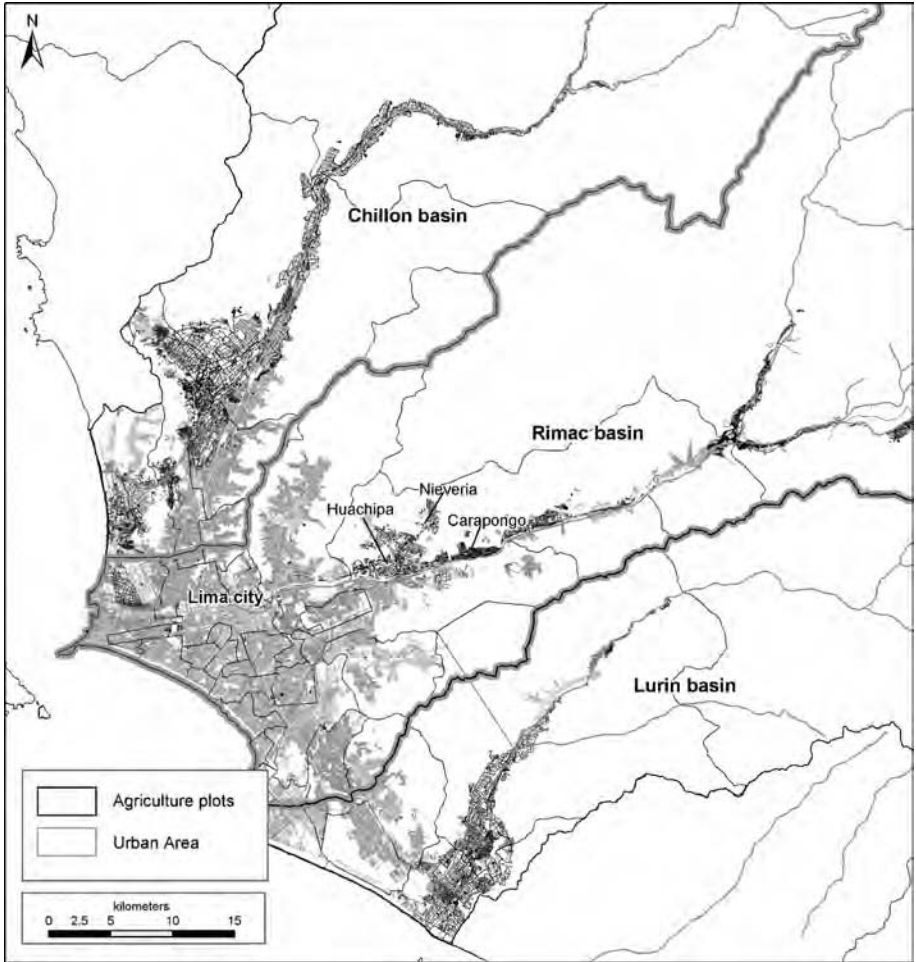 N
Chillon basin
Rimac basin
Nieveria
Huachipa
Carapongo
Lima city
Lurin basin
Agriculture plots
Urban Area
kilometers
0 2.5 5 10 15